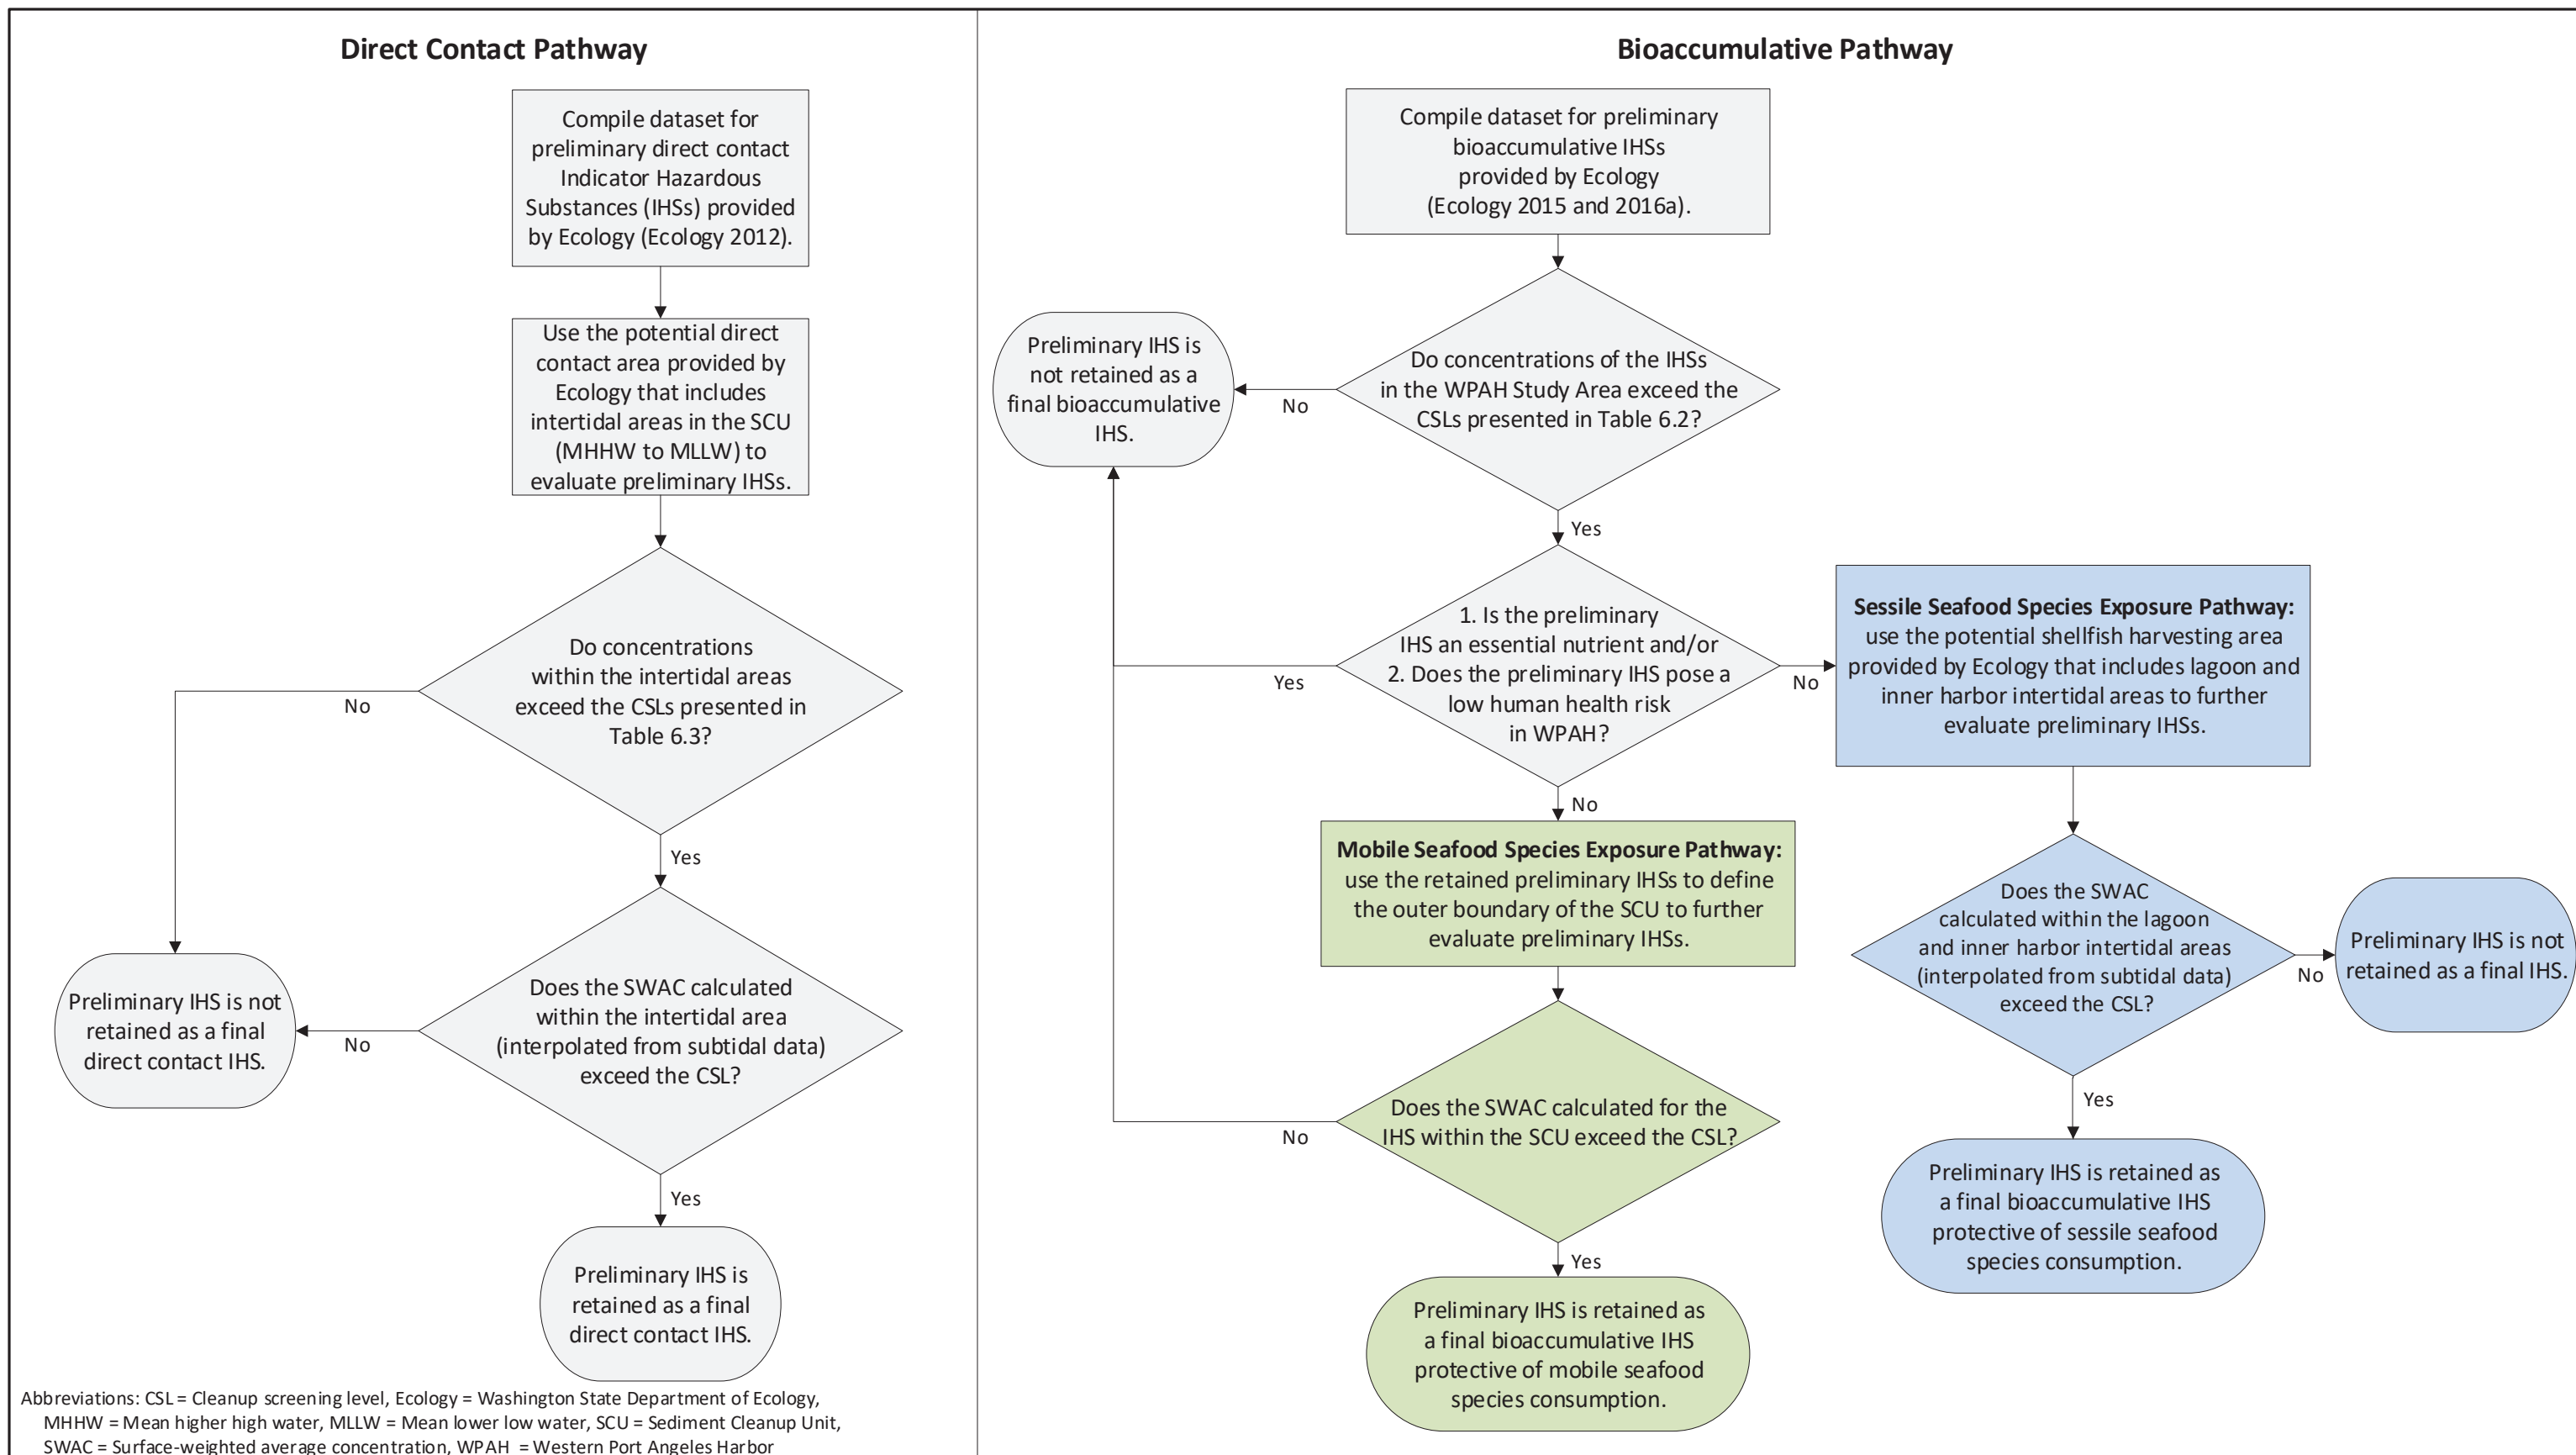 Direct Contact Pathway
Compile dataset for
preliminary direct contact
Indicator Hazardous
Substances (IHSs) provided
by Ecology (Ecology 2012).
Use the potential direct
contact area provided by
Ecology that includes
intertidal areas in the SCU
(MHHW to MLLW) to
evaluate preliminary IHSs.
Do concentrations
within the intertidal areas
exceed the CSLs presented in
Table 6.3?
No
Yes
Does the SWAC calculated
within the intertidal area
(interpolated from subtidal data)
exceed the CSL?
No
Preliminary IHS is not
retained as a final
direct contact IHS.
Yes
Preliminary IHS is
retained as a final
direct contact IHS.
Abbreviations: CSL = Cleanup screening level, Ecology = Washington State Department of Ecology,
MHHW = Mean higher high water, MLLW = Mean lower low water, SCU = Sediment Cleanup Unit,
SWAC = Surface-weighted average concentration, WPAH = Western Port Angeles Harbor
Bioaccumulative Pathway
Compile dataset for preliminary
bioaccumulative IHSs
provided by Ecology
(Ecology 2015 and 2016a).
Do concentrations of the IHSs
in the WPAH Study Area exceed the
CSLs presented in Table 6.2?
No
Preliminary IHS is
not retained as a
final bioaccumulative
IHS.
Yes
1. Is the preliminary
IHS an essential nutrient and/or
2. Does the preliminary IHS pose a
low human health risk
in WPAH?
Yes
No
No
Mobile Seafood Species Exposure Pathway:
use the retained preliminary IHSs to define
the outer boundary of the SCU to further
evaluate preliminary IHSs.
Does the SWAC calculated for the
IHS within the SCU exceed the CSL?
No
Yes
Preliminary IHS is retained as
a final bioaccumulative IHS
protective of mobile seafood
species consumption.
Sessile Seafood Species Exposure Pathway:
use the potential shellfish harvesting area
provided by Ecology that includes lagoon and
inner harbor intertidal areas to further
evaluate preliminary IHSs.
Does the SWAC
calculated within the lagoon
and inner harbor intertidal areas
(interpolated from subtidal data)
exceed the CSL?
No
Preliminary IHS is not
retained as a final IHS.
Yes
Preliminary IHS is retained as
a final bioaccumulative IHS
protective of sessile seafood
species consumption.